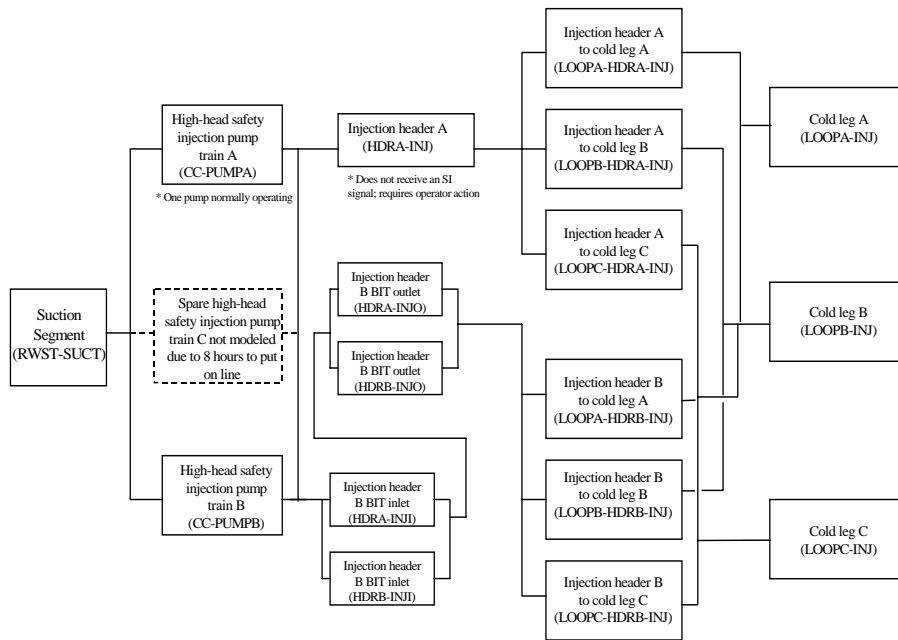 Injection header A
to cold leg A
(LOOPA-HDRA-INJ)
High-head safety
injection pump
train A
(CC-PUMPA)
* One pump normally operating
Injection header A
(HDRA-INJ)
* Does not receive an SI
signal; requires operator action
Injection header A
to cold leg B
(LOOPB-HDRA-INJ)
Cold leg A
(LOOPA-INJ)
Injection header A
to cold leg C
(LOOPC-HDRA-INJ)
Suction
Segment
(RWST-SUCT)
Spare high-head
safety injection pump
train C not modeled
due to 8 hours to put
on line
Injection header
B BIT outlet
(HDRA-INJO)
Injection header
B BIT outlet
(HDRB-INJO)
Cold leg B
(LOOPB-INJ)
Injection header B
to cold leg A
(LOOPA-HDRB-INJ)
High-head safety
injection pump
train B
(CC-PUMPB)
Injection header
B BIT inlet
(HDRA-INJI)
Injection header
B BIT inlet
(HDRB-INJI)
Injection header B
to cold leg B
(LOOPB-HDRB-INJ)
Cold leg C
(LOOPC-INJ)
Injection header B
to cold leg C
(LOOPC-HDRB-INJ)